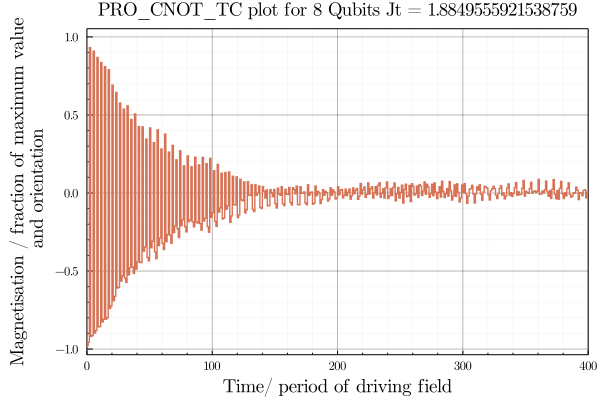 PRO_CNOT_TC plot for 8 Qubits Jt = 1.8849555921538759
Magnetisation / fraction of maximum value
and orientation
1.0
0.5
0.0
−0.5
−1.0
0 100 200 300 400
Time/ period of driving field